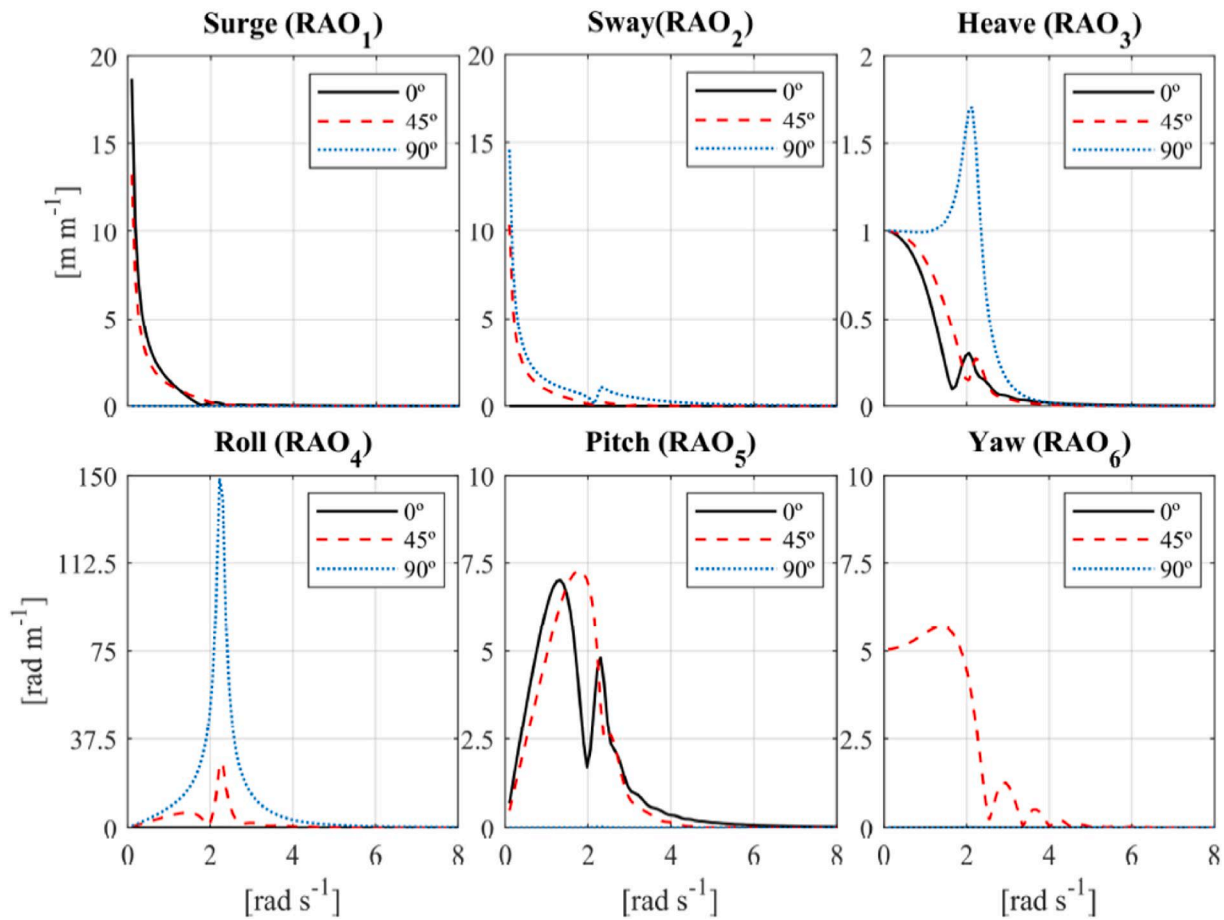 Surge (RAO1)
20
15
10
5
0
[m m-1]
0º
45º
90º
Sway(RAO2)
20
15
10
5
0
0º
45º
90º
Heave (RAO3)
2
1.5
1
0.5
0
0º
45º
90º
Roll (RAO4)
150
112.5
75
37.5
0
[rad m-1]
0º
45º
90º
0 2 4 6 8
[rad s-1]
Pitch (RAO5)
10
7.5
5
2.5
0
0º
45º
90º
0 2 4 6 8
[rad s-1]
Yaw (RAO6)
10
7.5
5
2.5
0
0º
45º
90º
0 2 4 6 8
[rad s-1]